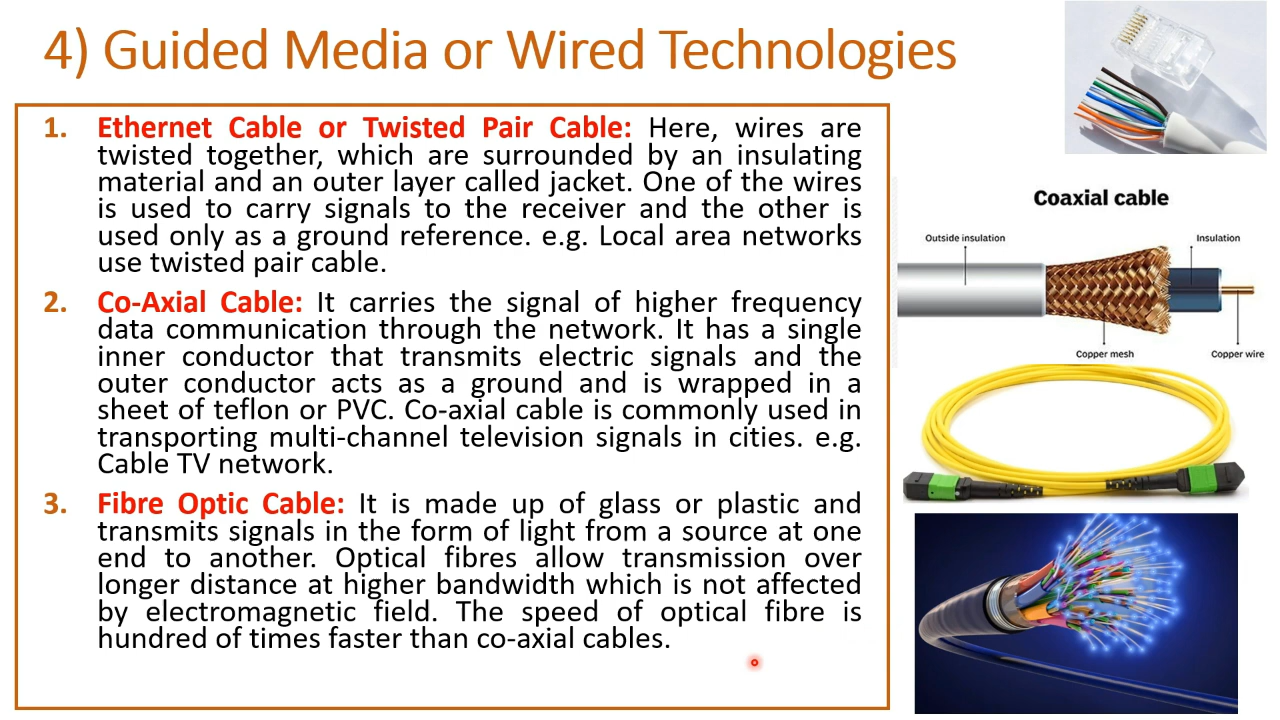 4) Guided Media or Wired Technologies
1. Ethernet Cable or Twisted Pair Cable: Here, wires are
twisted together, which are surrounded by an insulating
material and an outer layer called jacket. One of the wires
is used to carry signals to the receiver and the other is
used only as a ground reference. e.g. Local area networks
use twisted pair cable.
2. Co-Axial Cable: It carries the signal of higher frequency
data communication through the network. It has a single
inner conductor that transmits electric signals and the
outer conductor acts as a ground and is wrapped in a
sheet of teflon or PVC. Co-axial cable is commonly used in
transporting multi-channel television signals in cities. e.g.
Cable TV network.
3. Fibre Optic Cable: It is made up of glass or plastic and
transmits signals in the form of light from a source at one
end to another. Optical fibres allow transmission over
longer distance at higher bandwidth which is not affected
by electromagnetic field. The speed of optical fibre is
hundred of times faster than co-axial cables.
Coaxial cable
Outside insulation
Insulation
Copper mesh
Copper wire